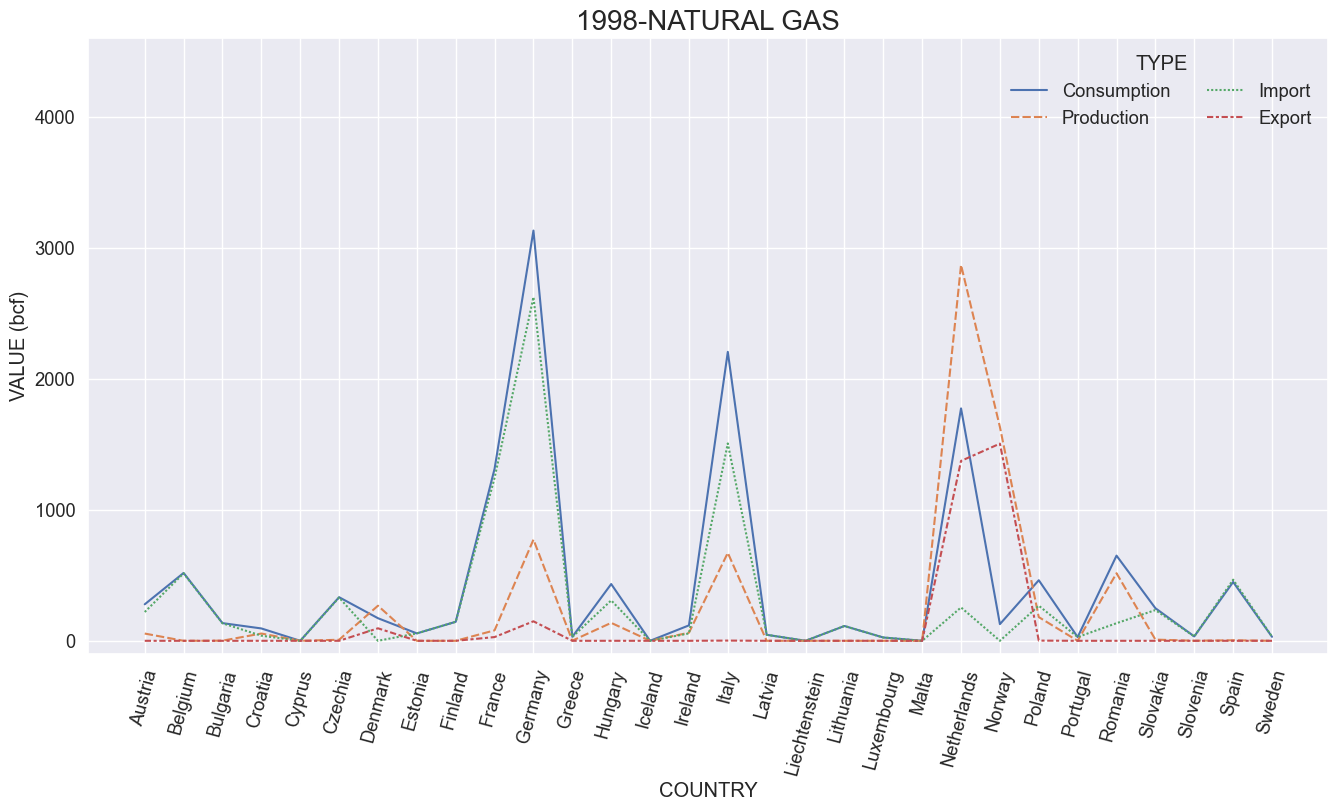 1998-NATURAL GAS
TYPE
Consumption Import
Production Export
VALUE (bcf)
4000
3000
2000
1000
0
Austria Belgium Bulgaria Croatia Cyprus Czechia Denmark Estonia Finland France Germany Greece Hungary Iceland Ireland Italy Latvia Liechtenstein Lithuania Luxembourg Malta Netherlands Norway Poland Portugal Romania Slovakia Slovenia Spain Sweden
COUNTRY